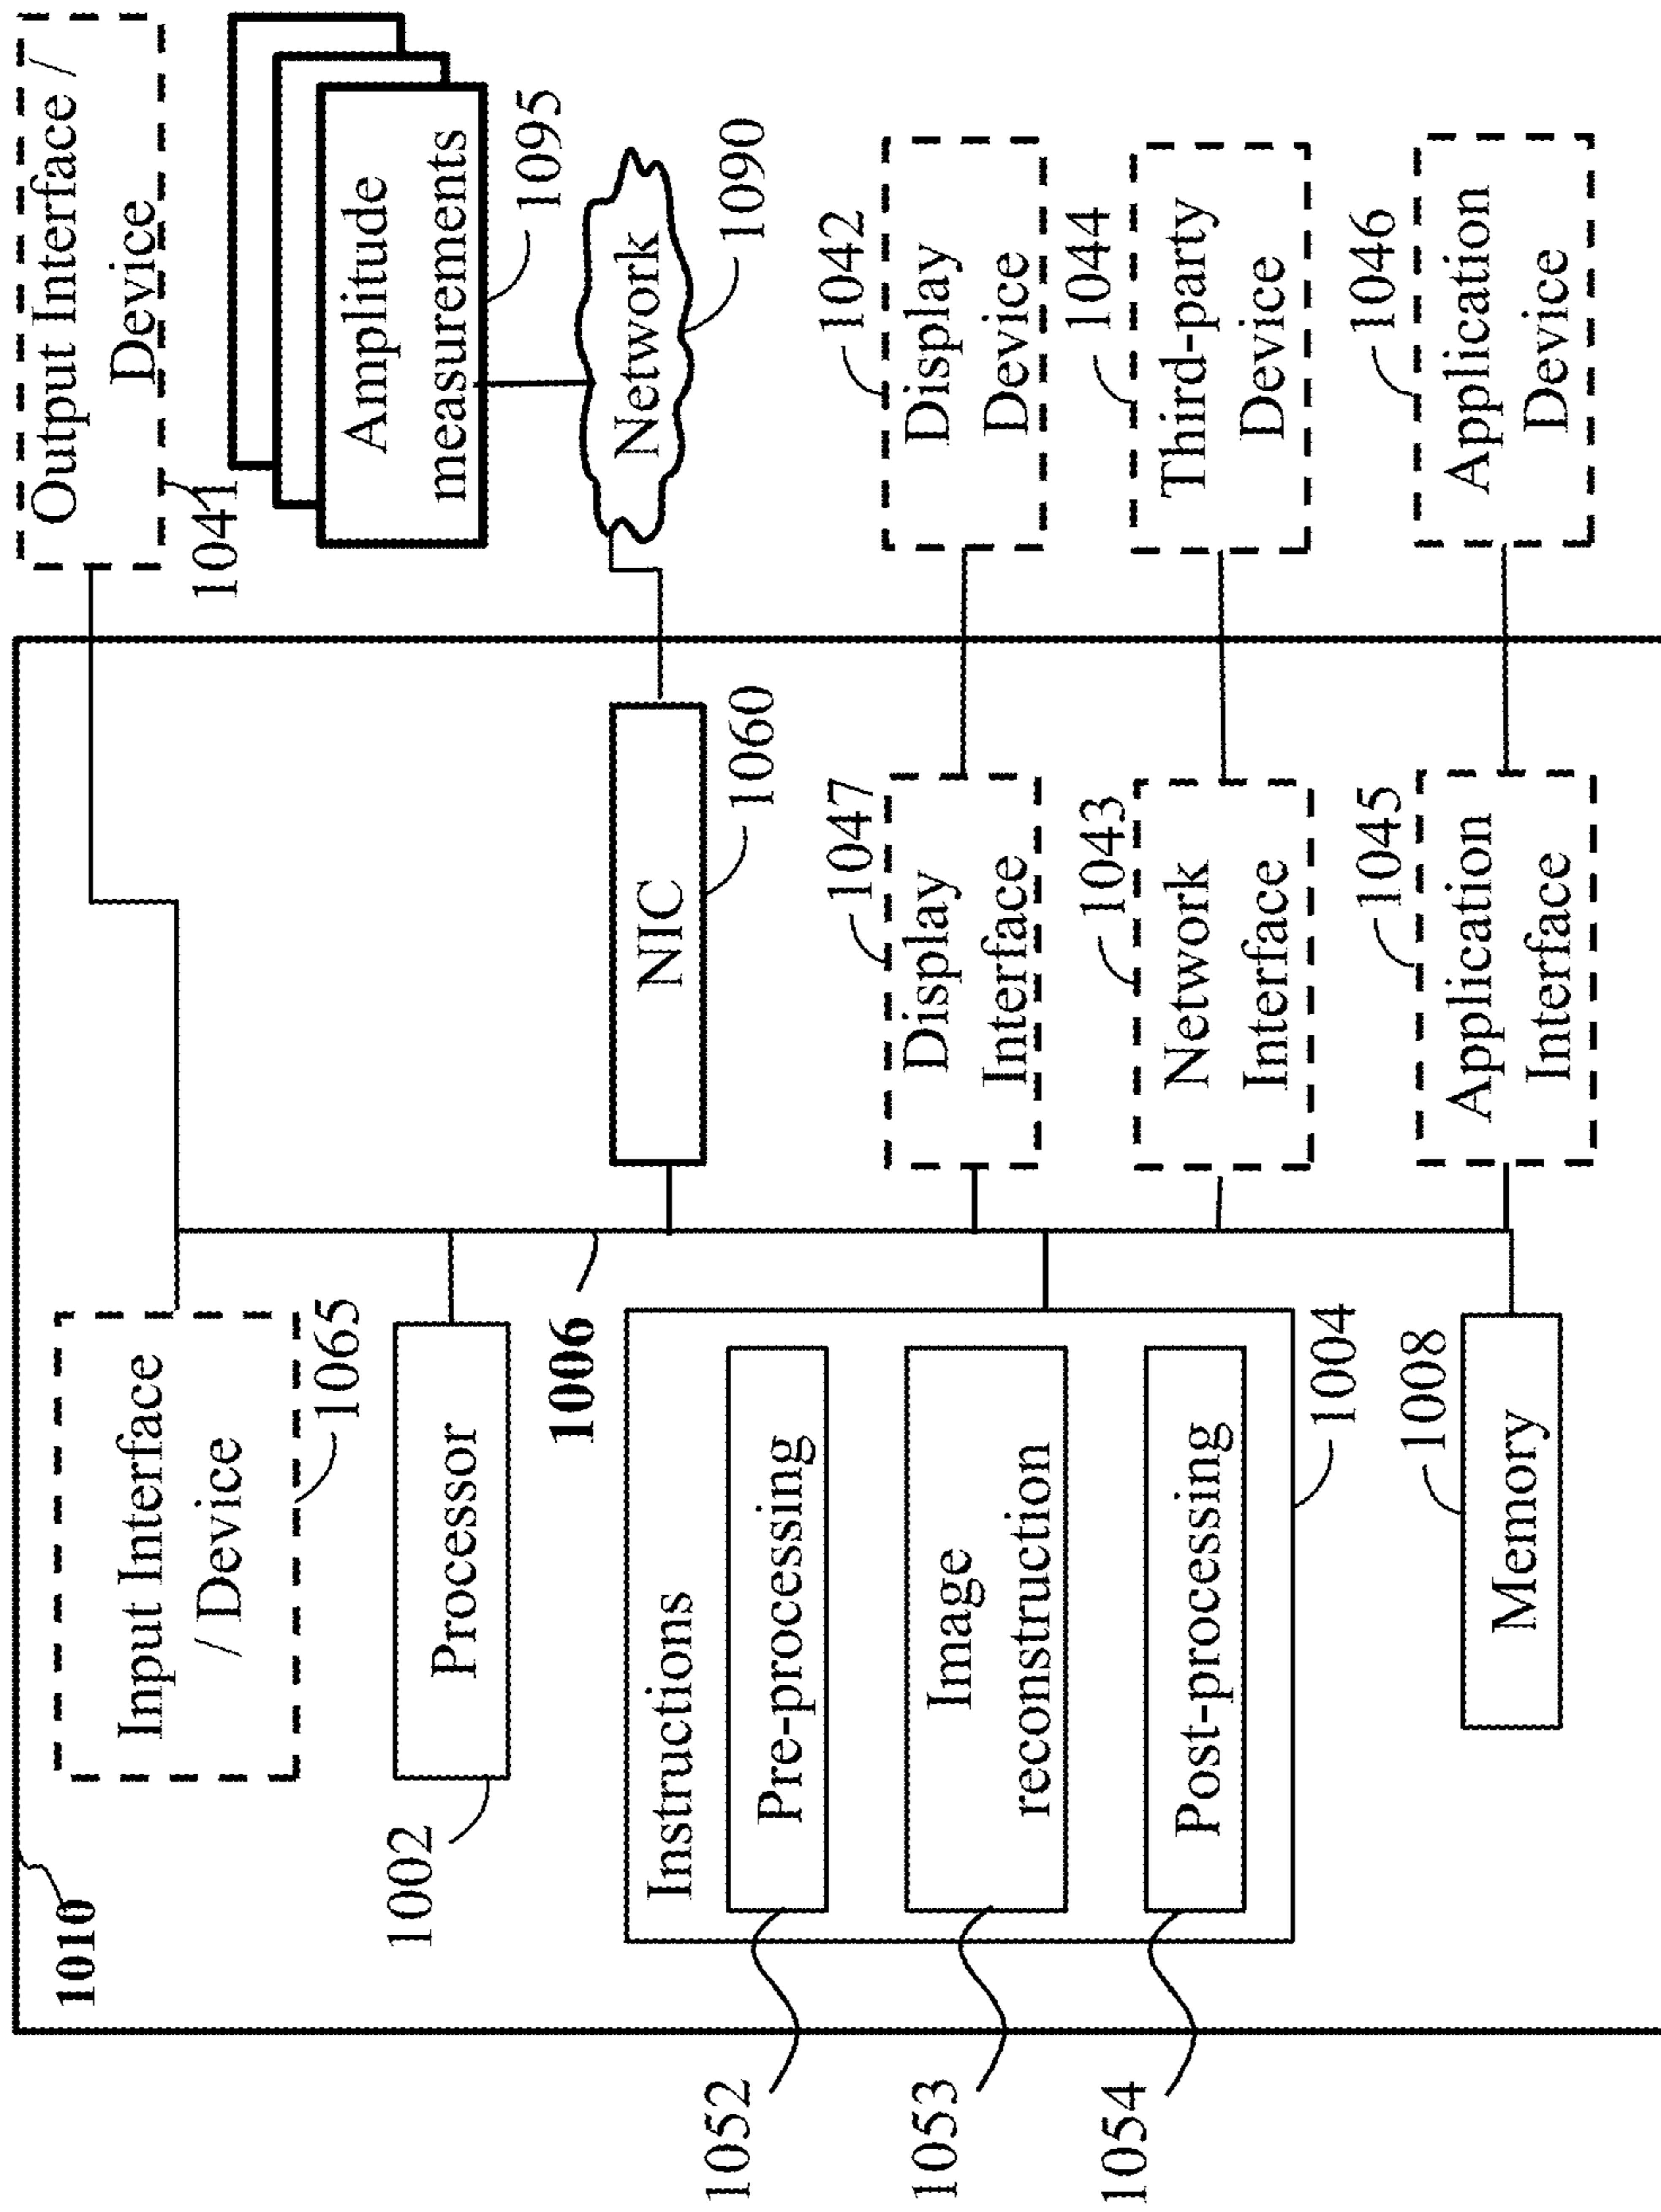 1010
Input Interface
/ Device
1065
Output Interface /
Device
1041
1002
Processor
Amplitude
measurements
1095
1006
NIC
1060
Network
1090
Instructions
1052
Pre-processing
1053
Image
reconstruction
1054
Post-processing
1004
1047
Display
Interface
1042
Display
Device
1043
Network
Interface
1044
Third-party
Device
1045
Application
Interface
1046
Application
Device
1008
Memory